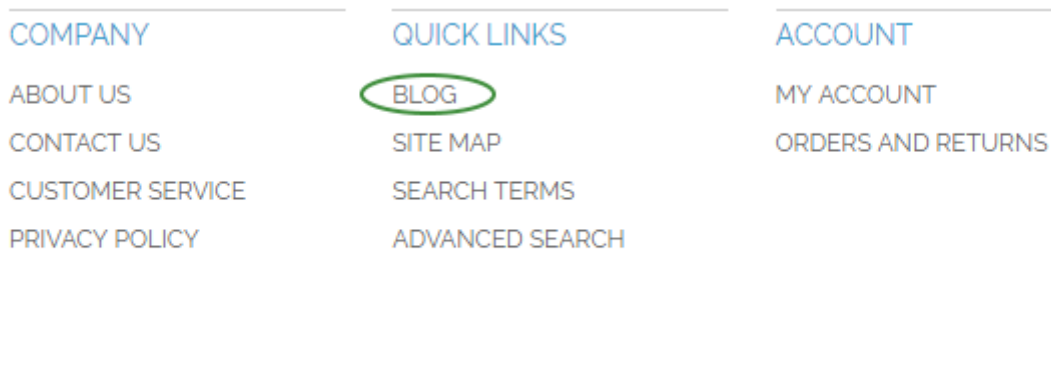 COMPANY
ABOUT US
CONTACT US
CUSTOMER SERVICE
PRIVACY POLICY
QUICK LINKS
BLOG
SITE MAP
SEARCH TERMS
ADVANCED SEARCH
ACCOUNT
MY ACCOUNT
ORDERS AND RETURNS